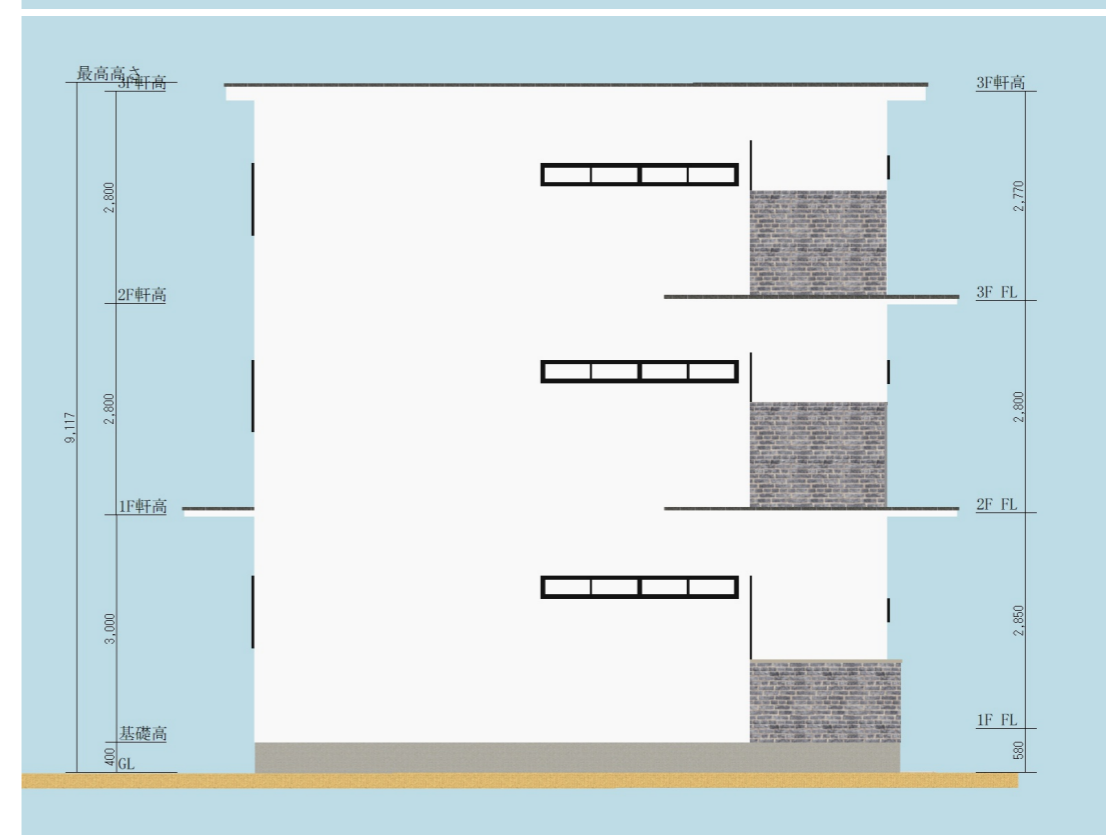 最高高さ
3F軒高
2,800
2F軒高
2,800
9,117
1F軒高
3,000
基礎高
400
GL
3F軒高
2,770
3F FL
2,800
2F FL
2,850
1F FL
580